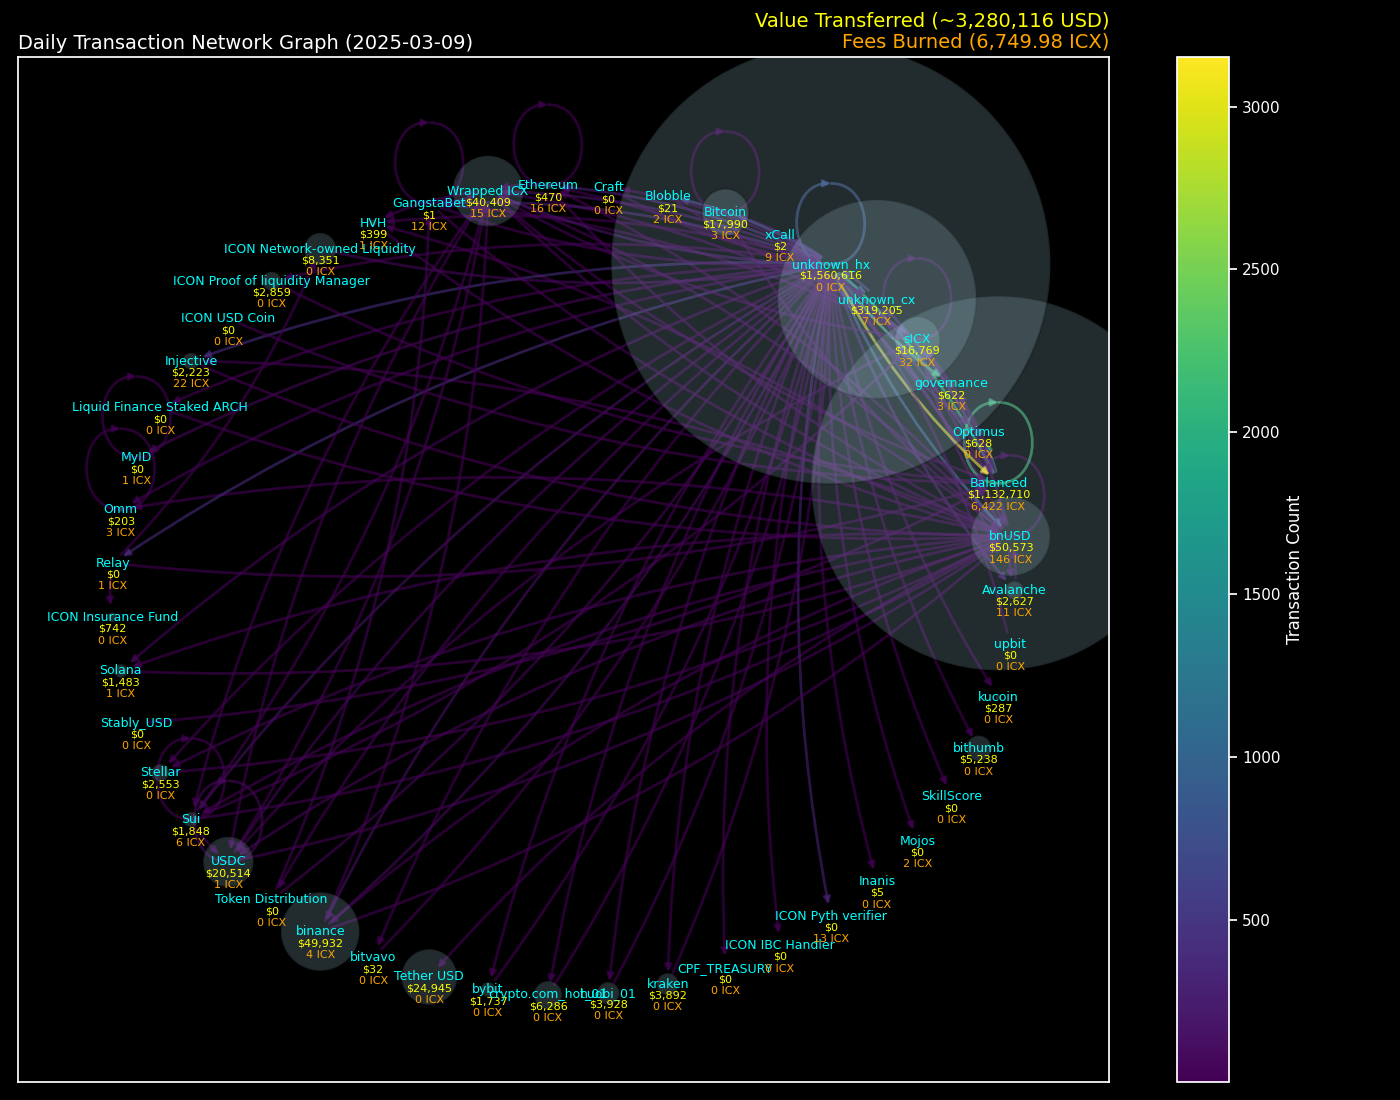 Value Transferred (~3,280,116 USD)
Daily Transaction Network Graph (2025-03-09)
Fees Burned (6,749.98 ICX)
Wrapped ICX
$40,409
15 ICX
Ethereum
$470
16 ICX
Craft
$0
0 ICX
Blobble
$21
2 ICX
Bitcoin
$17,990
3 ICX
xCall
$2
9 ICX
unknown_hx
$1,560,616
0 ICX
unknown_cx
$319,205
7 ICX
sICX
$16,769
32 ICX
governance
$622
3 ICX
Optimus
$628
0 ICX
Balanced
$1,132,710
6,422 ICX
bnUSD
$50,573
146 ICX
Avalanche
$2,627
11 ICX
upbit
$0
0 ICX
kucoin
$287
0 ICX
bithumb
$5,238
0 ICX
SkillScore
$0
0 ICX
Mojos
$0
2 ICX
Inanis
$5
0 ICX
ICON Pyth verifier
$0
13 ICX
ICON IBC Handler
$0
ICX
CPF_TREASURY
$0
0 ICX
kraken
$3,892
0 ICX
huobi_01
$3,928
0 ICX
crypto.com_hot_01
$6,286
0 ICX
bybit
$1,737
0 ICX
Tether USD
$24,945
0 ICX
bitvavo
$32
0 ICX
binance
$49,932
4 ICX
Token Distribution
$0
0 ICX
USDC
$20,514
1 ICX
Sui
$1,848
6 ICX
Stellar
$2,553
0 ICX
Stably_USD
$0
0 ICX
Solana
$1,483
1 ICX
ICON Insurance Fund
$742
0 ICX
Relay
$0
1 ICX
Omm
$203
3 ICX
MyID
$0
1 ICX
Liquid Finance Staked ARCH
$0
0 ICX
Injective
$2,223
22 ICX
ICON USD Coin
$0
0 ICX
ICON Proof of liquidity Manager
$2,859
0 ICX
ICON Network-owned Liquidity
$8,351
0 ICX
HVH
$399
1 ICX
GangstaBet
$1
12 ICX
3000
2500
2000
1500
1000
500
Transaction Count